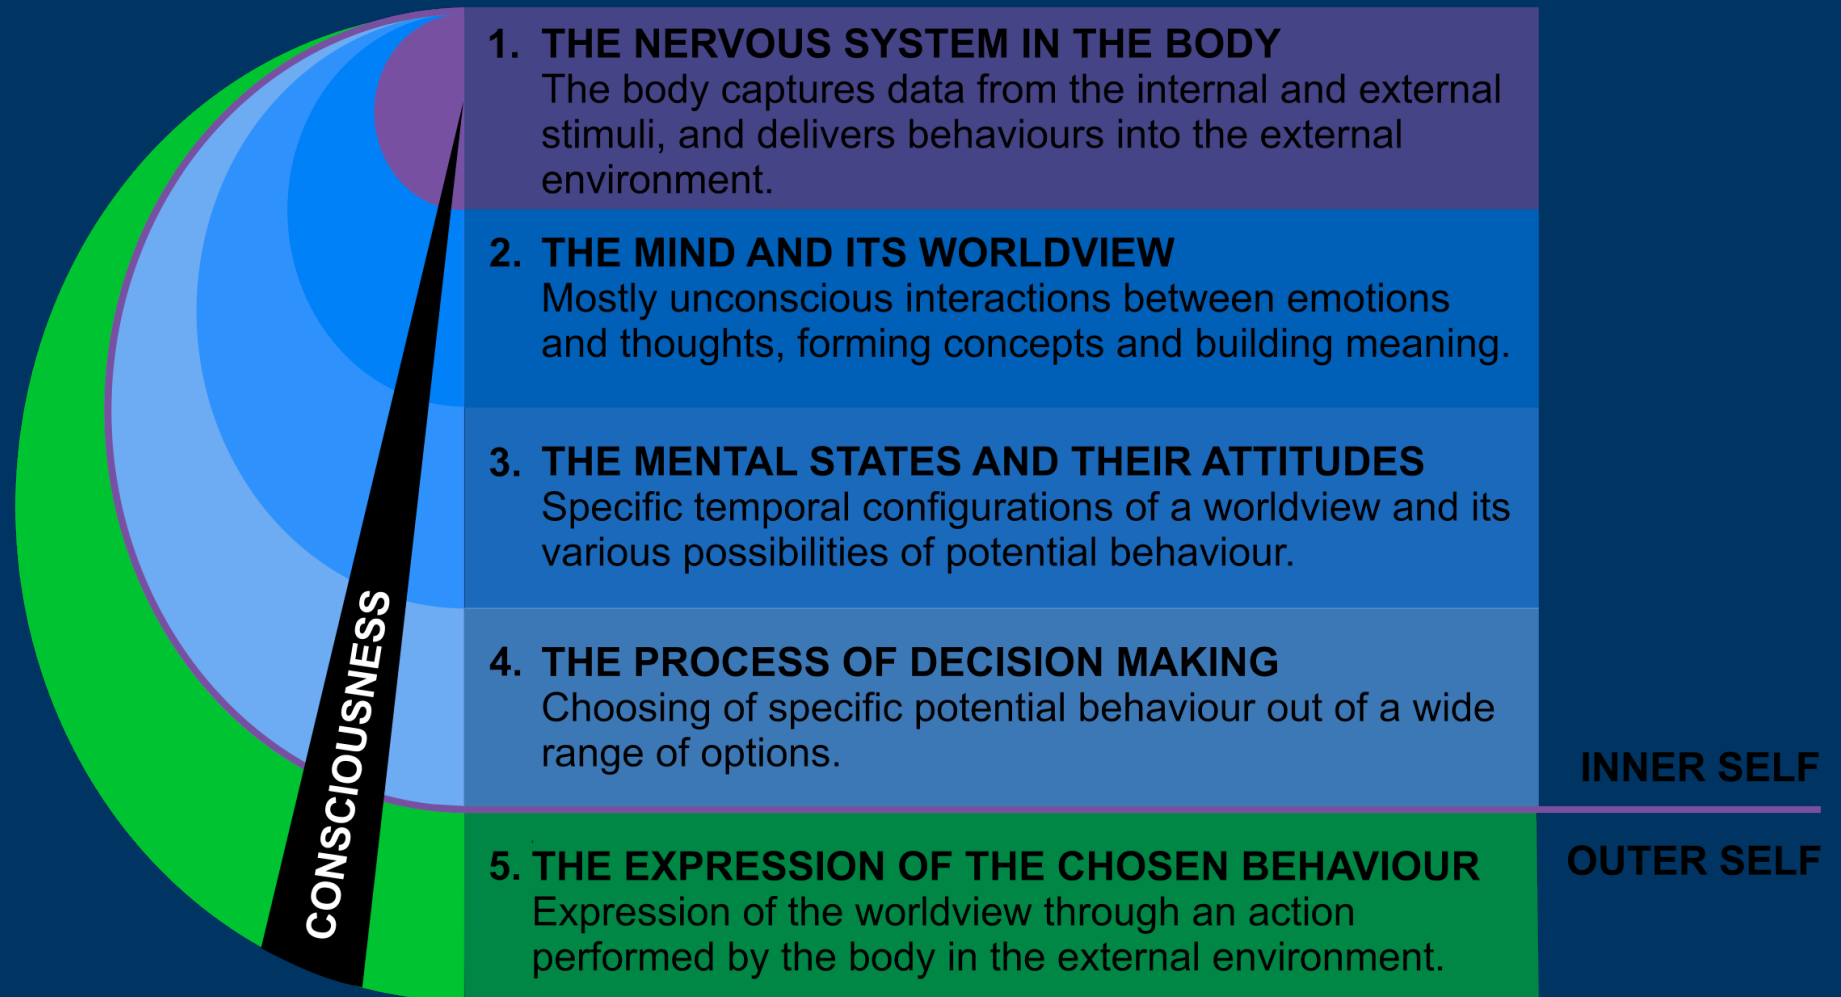 1. THE NERVOUS SYSTEM IN THE BODY
The body captures data from the internal and external
stimuli, and delivers behaviours into the external
environment.
2. THE MIND AND ITS WORLDVIEW
Mostly unconscious interactions between emotions
and thoughts, forming concepts and building meaning.
3. THE MENTAL STATES AND THEIR ATTITUDES
Specific temporal configurations of a worldview and its
various possibilities of potential behaviour.
4. THE PROCESS OF DECISION MAKING
Choosing of specific potential behaviour out of a wide
range of options.
INNER SELF
OUTER SELF
5. THE EXPRESSION OF THE CHOSEN BEHAVIOUR
Expression of the worldview through an action
performed by the body in the external environment.
CONSCIOUSNESS